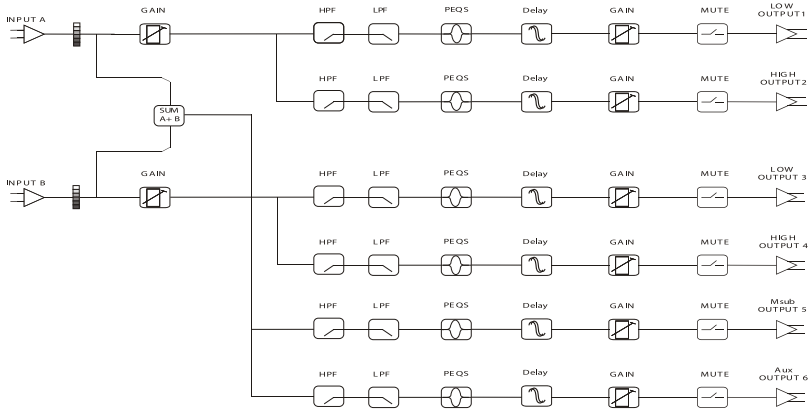 INPUT A
GAIN
HPF
LPF
PEQS
Delay
GAIN
MUTE
LOW
OUTPUT1
HPF
LPF
PEQS
Delay
GAIN
MUTE
HIGH
OUTPUT2
SUM
A+ B
INPUT B
GAIN
HPF
LPF
PEQS
Delay
GAIN
MUTE
LOW
OUTPUT 3
HPF
LPF
PEQS
Delay
GAIN
MUTE
HIGH
OUTPUT 4
HPF
LPF
PEQS
Delay
GAIN
MUTE
Msub
OUTPUT 5
HPF
LPF
PEQS
Delay
GAIN
MUTE
Aux
OUTPUT 6